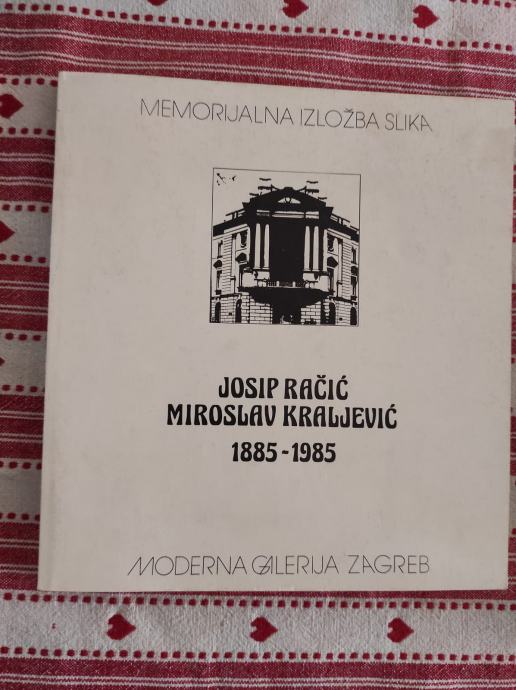 MEMORIJALNA IZLOŽBA SLIKA
JOSIP RAČIĆ
MIROSLAV KRALJEVIĆ
1885-1985
MODERNA GALERIJA ZAGREB